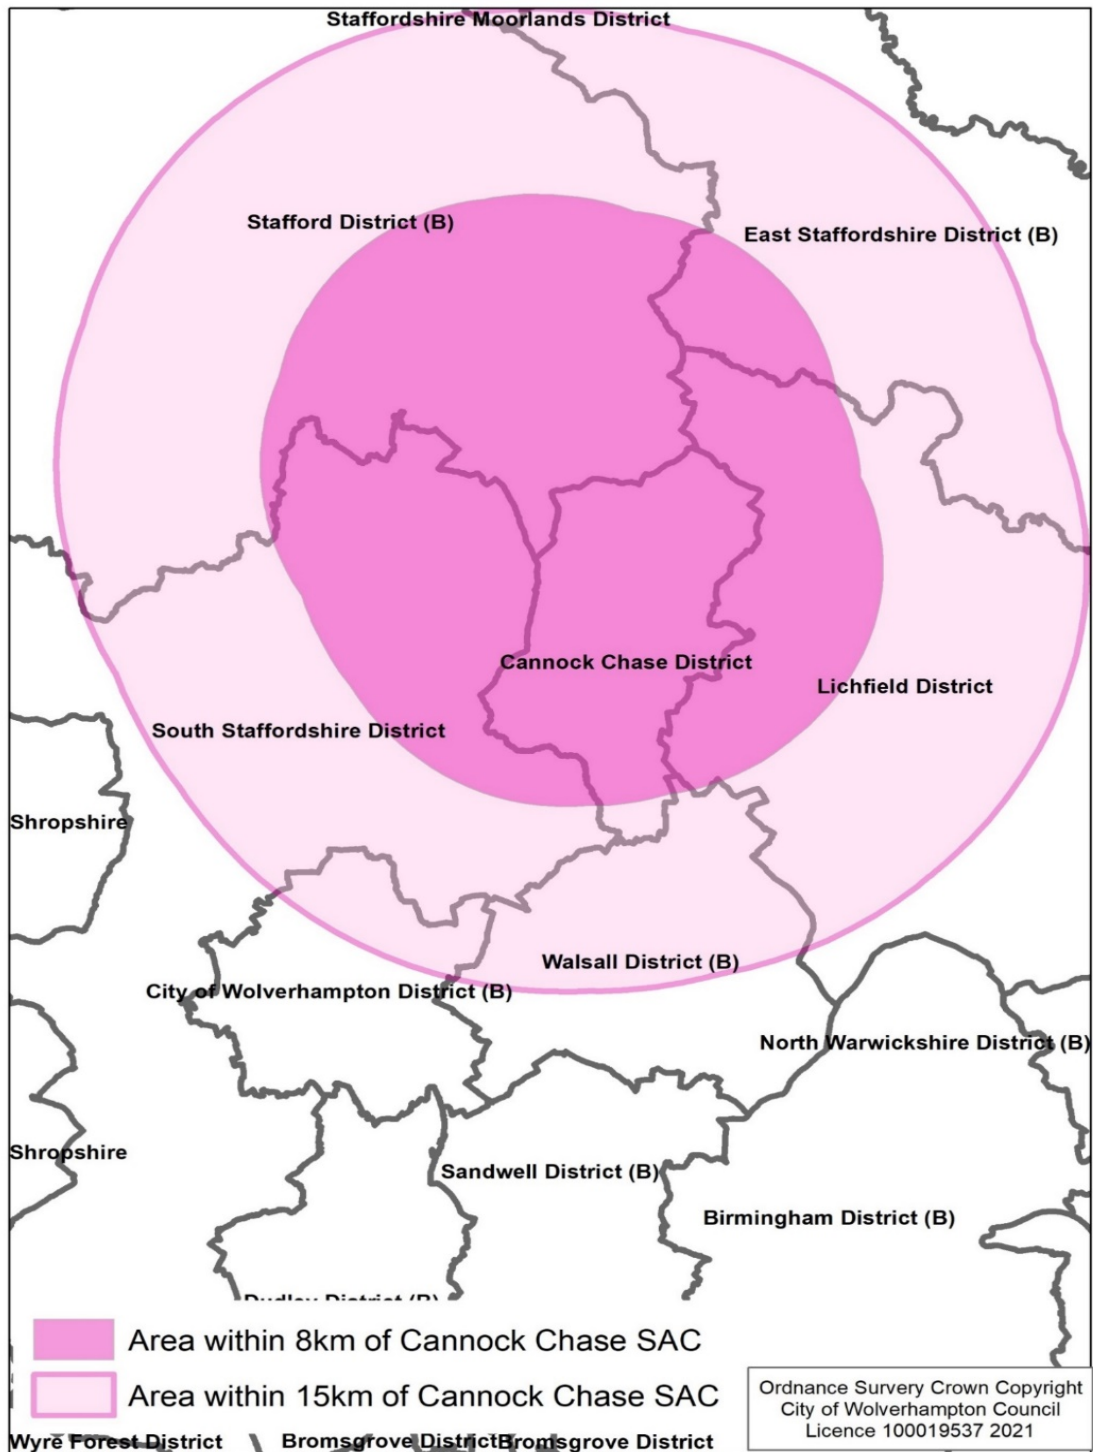 Staffordshire Moorlands District
Stafford District (B)
East Staffordshire District (B)
Cannock Chase District
Lichfield District
South Staffordshire District
Shropshire
Walsall District (B)
City of Wolverhampton District (B)
North Warwickshire District (B)
Shropshire
Sandwell District (B)
Birmingham District (B)
Dudley District (B)
Area within 8km of Cannock Chase SAC
Area within 15km of Cannock Chase SAC
Ordnance Survery Crown Copyright
City of Wolverhampton Council
Licence 100019537 2021
Wyre Forest District
Bromsgrove District
Bromsgrove District